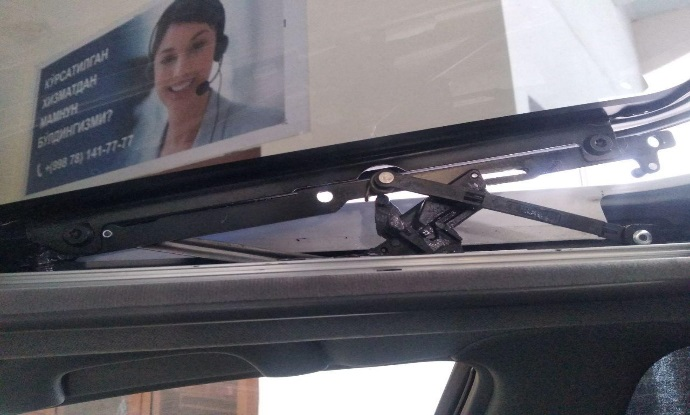 КЎРСАТИЛГАН
ХИЗМАТДАН
МАМНУН
БЎЛДИНГИЗМИ?
+(998 78) 141-77-77